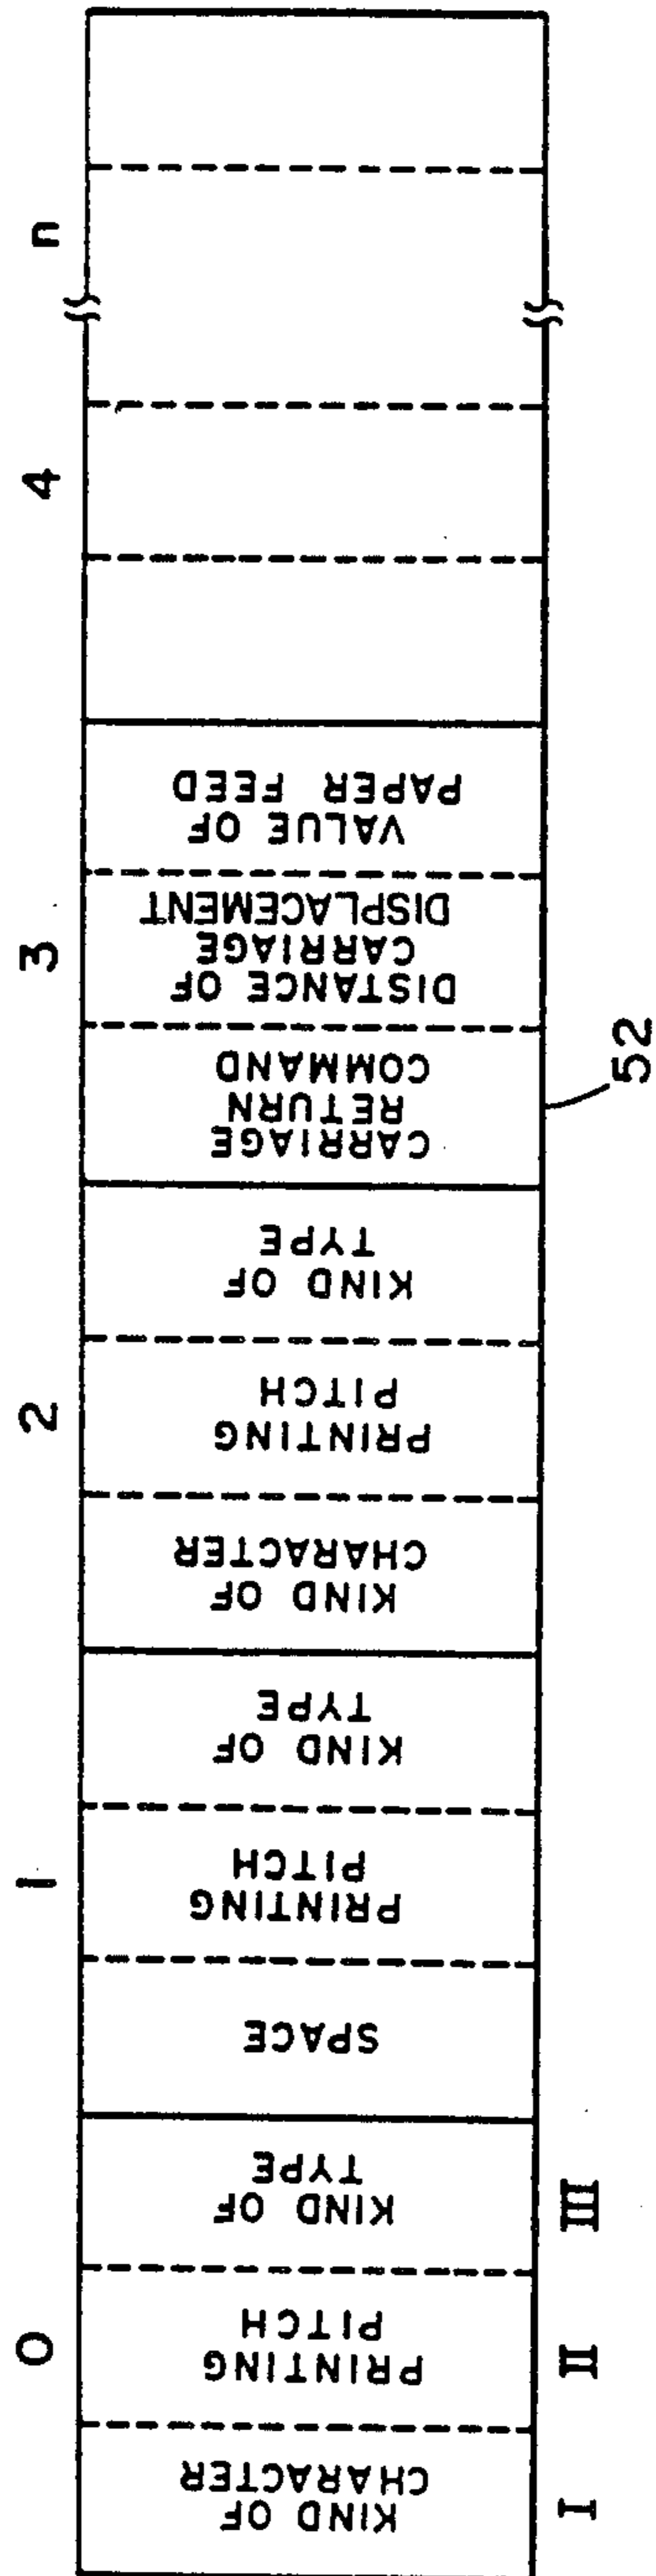 0 1 2 3 4 n
KIND OF
CHARACTER
PRINTING
PITCH
KIND OF
TYPE
SPACE
PRINTING
PITCH
KIND OF
TYPE
KIND OF
CHARACTER
PRINTING
PITCH
KIND OF
TYPE
CARRIAGE
RETURN
COMMAND
DISTANCE OF
CARRIAGE
DISPLACEMENT
VALUE OF
PAPER FEED
I II III
52